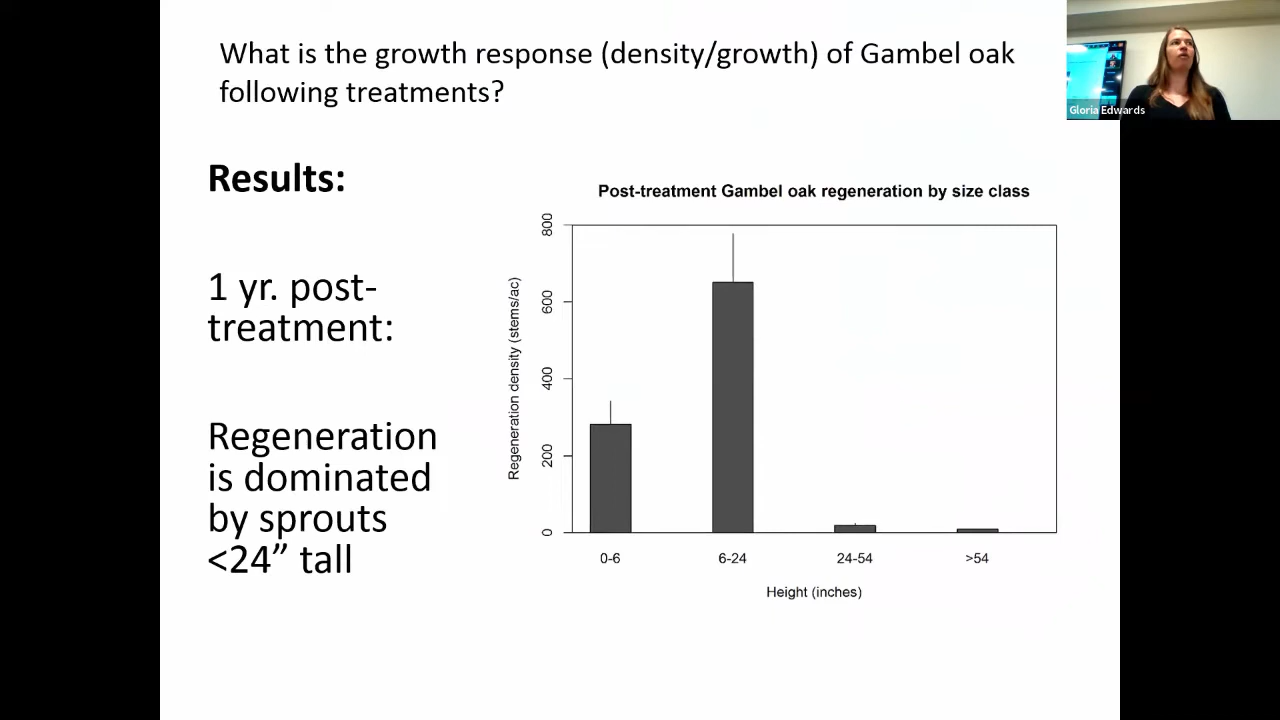 What is the growth response (density/growth) of Gambel oak
following treatments?
Gloria Edwards
Results:
1 yr. post-
treatment:
Regeneration
is dominated
by sprouts
<24” tall
Post-treatment Gambel oak regeneration by size class
Regeneration density (stems/ac)
800
600
400
200
0
0-6
6-24
24-54
>54
Height (inches)